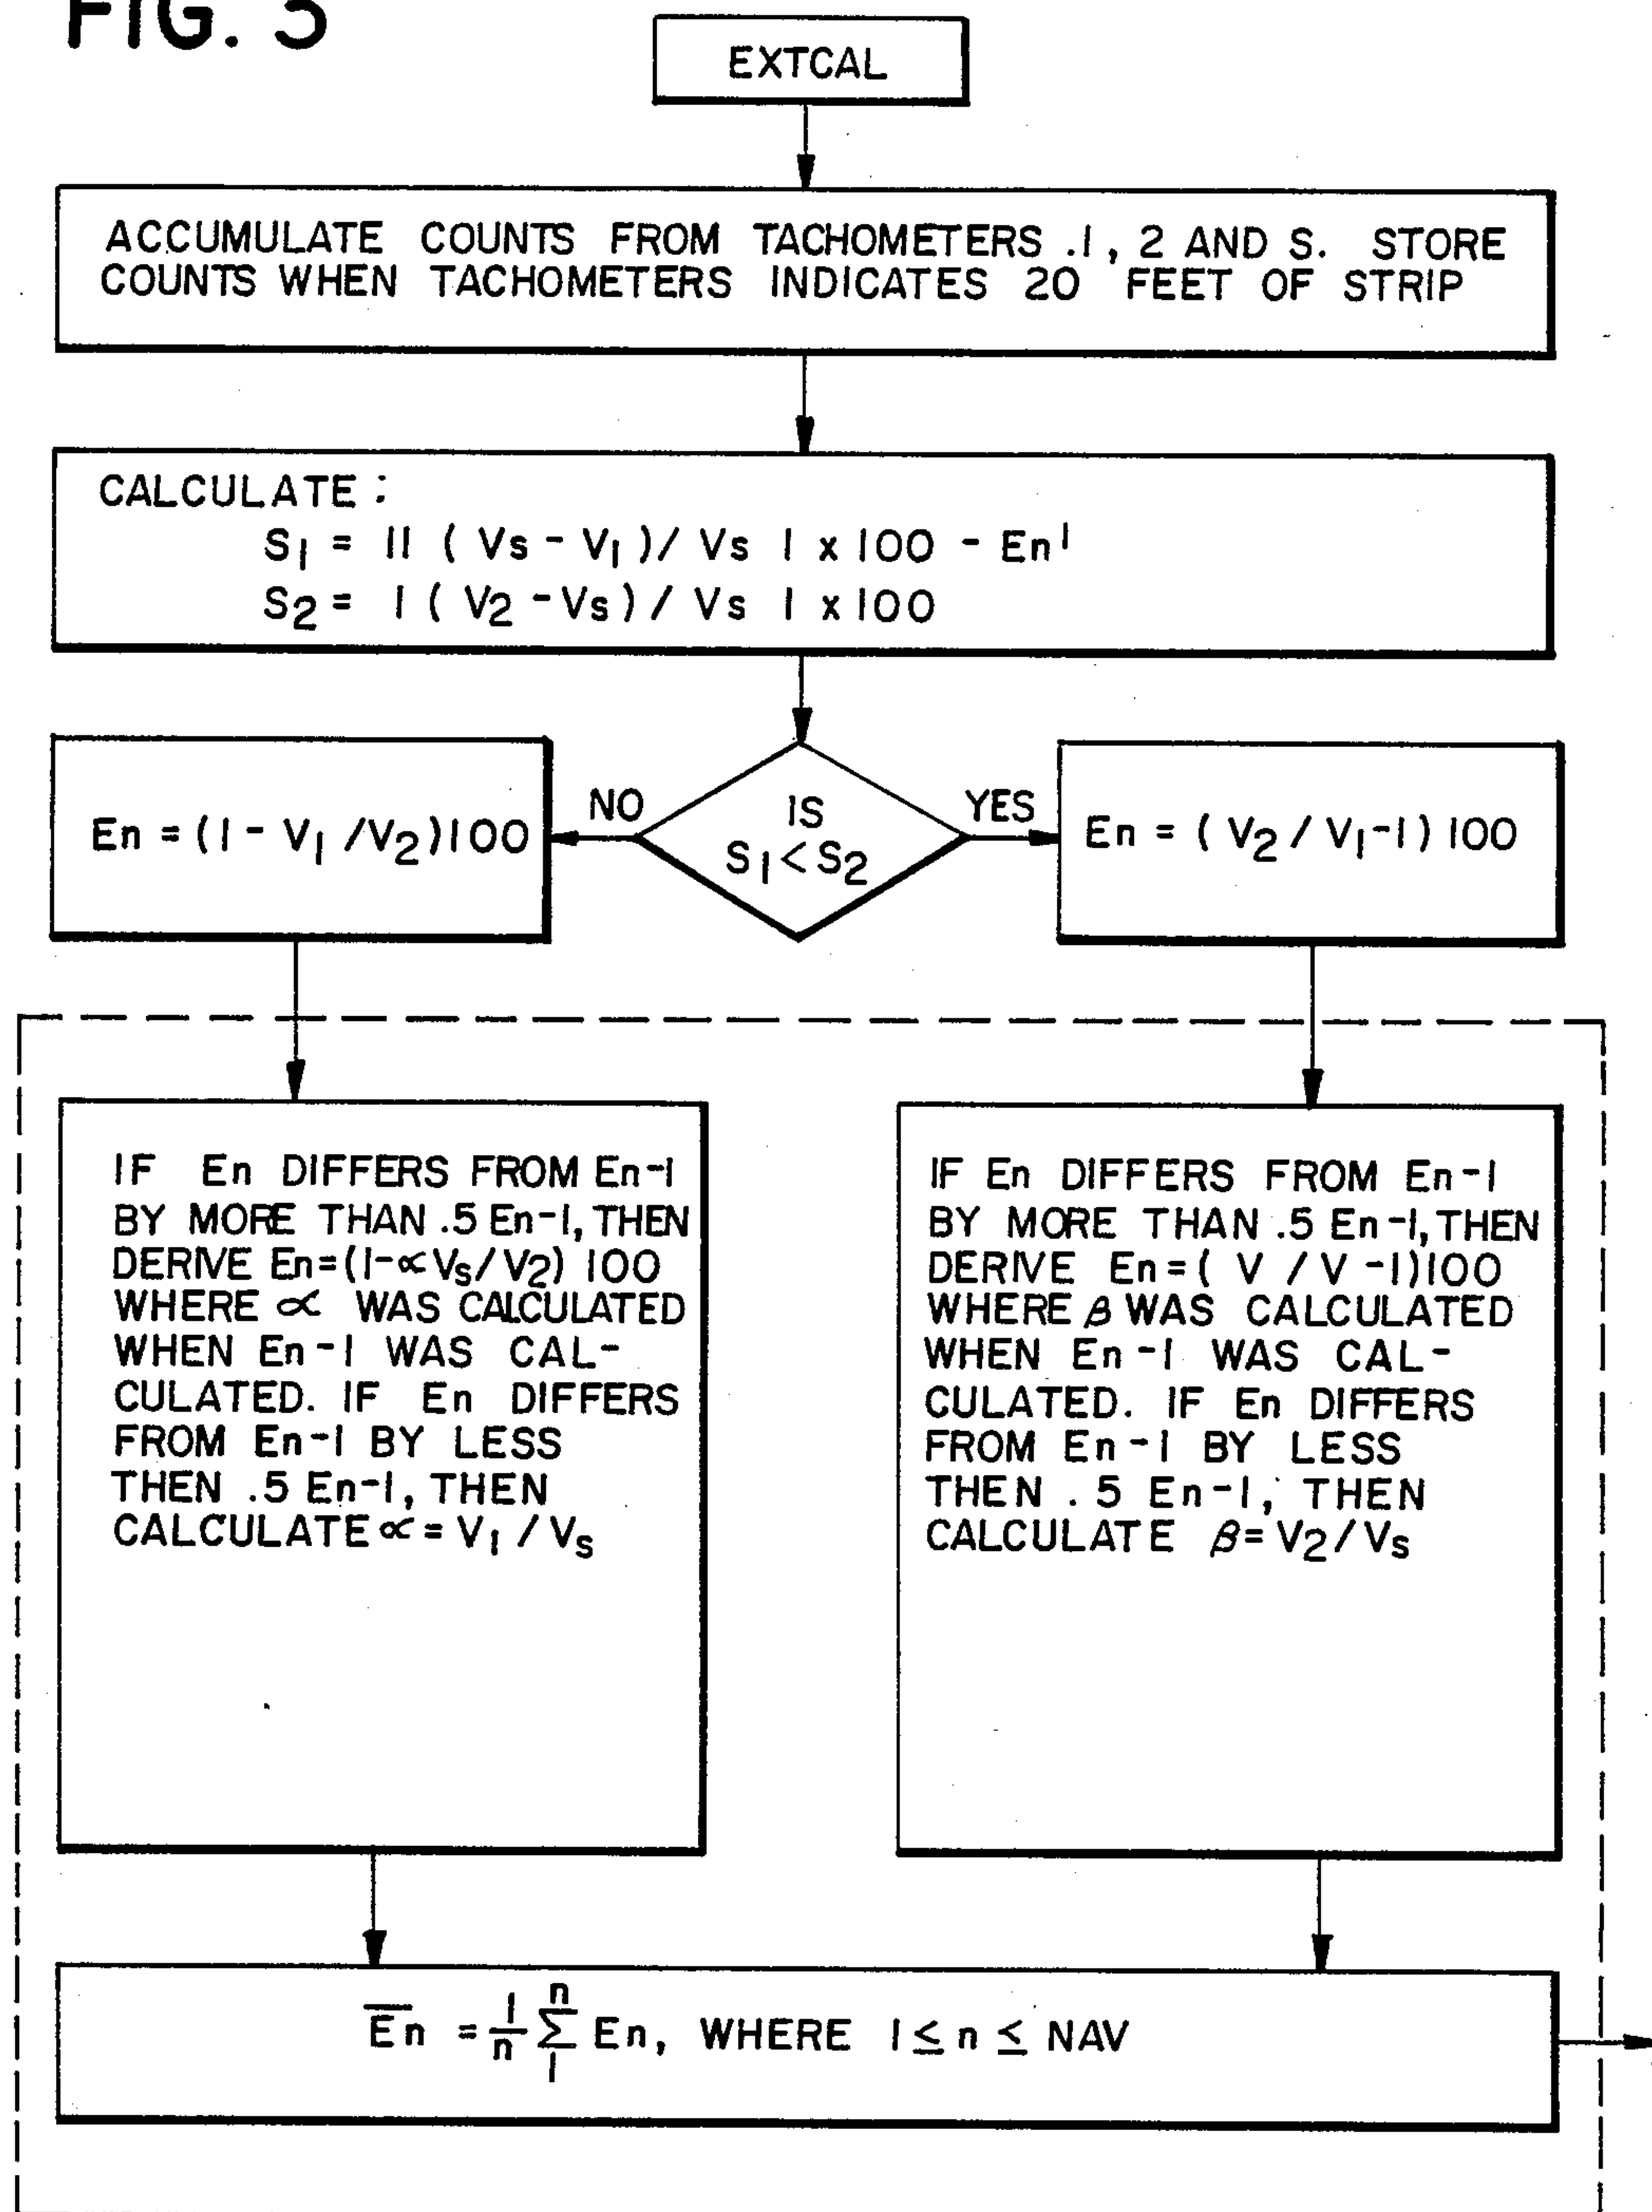 FIG. 3
EXTCAL
ACCUMULATE COUNTS FROM TACHOMETERS .1, 2 AND S. STORE
COUNTS WHEN TACHOMETERS INDICATES 20 FEET OF STRIP
CALCULATE :
S1 = || ( Vs - V1 )/ Vs | x 100 - En|
S2 = | ( V2 - Vs ) / Vs | x 100
En = (1 - V1 /V2)100
NO
IS
S1 < S2
YES
En = ( V2 / V1 -1) 100
IF En DIFFERS FROM En-1
BY MORE THAN .5 En-1, THEN
DERIVE En=(1-∝Vs/V2) 100
WHERE ∝ WAS CALCULATED
WHEN En-1 WAS CAL-
CULATED. IF En DIFFERS
FROM En-1 BY LESS
THEN .5 En-1, THEN
CALCULATE ∝ = V1 / Vs
IF En DIFFERS FROM En-1
BY MORE THAN .5 En-1, THEN
DERIVE En=( V / V -1)100
WHERE β WAS CALCULATED
WHEN En-1 WAS CAL-
CULATED. IF En DIFFERS
FROM En-1 BY LESS
THEN .5 En-1, THEN
CALCULATE β= V2/Vs
E̅n = 1/n Σ1^n En, WHERE 1 ≤ n ≤ NAV